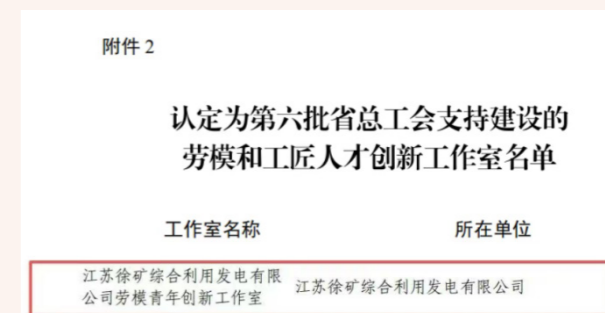 附件 2
认定为第六批省总工会支持建设的
劳模和工匠人才创新工作室名单
工作室名称 所在单位
江苏徐矿综合利用发电有限
公司劳模青年创新工作室 江苏徐矿综合利用发电有限公司